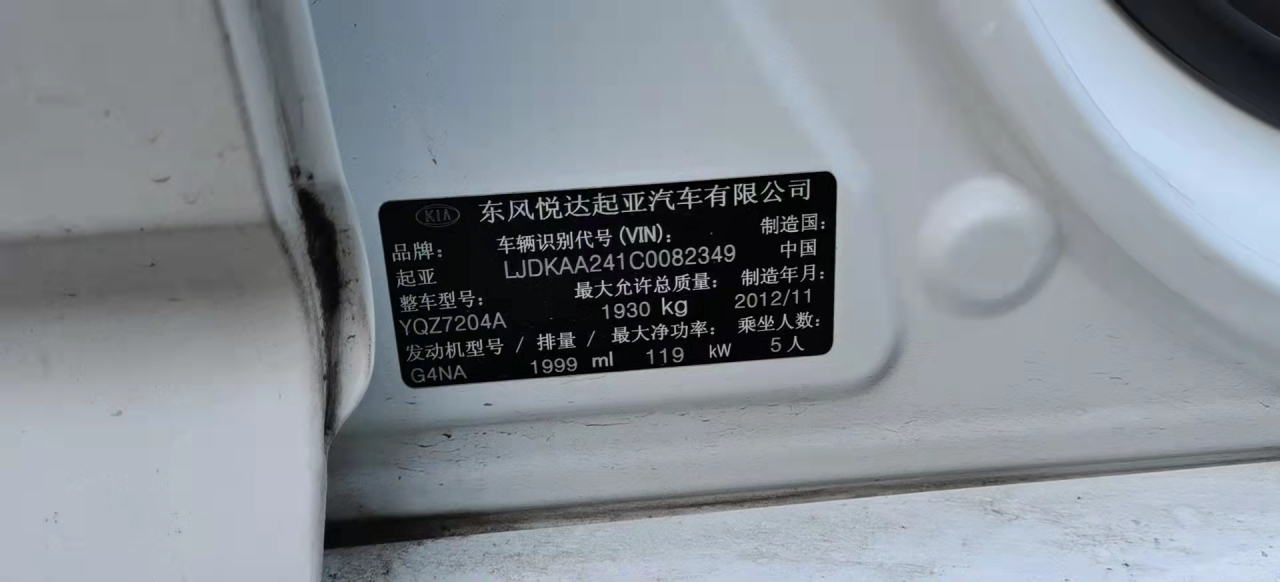 KIA 东风悦达起亚汽车有限公司
品牌: 车辆识别代号(VIN): 制造国:
起亚 LJDKAA241C0082349 中国
整车型号: 最大允许总质量: 制造年月:
YQZ7204A 1930 kg 2012/11
发动机型号 / 排量 / 最大净功率: 乘坐人数:
G4NA 1999 ml 119 kW 5人